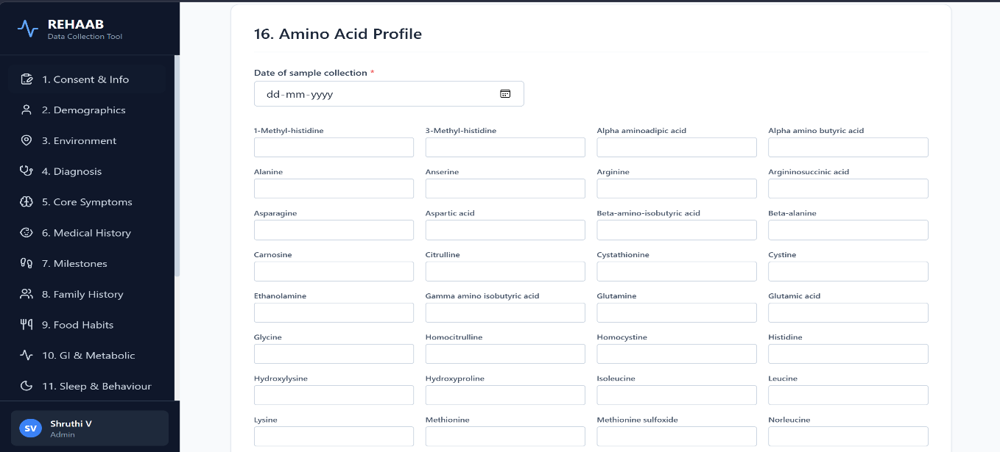 REHAAB
Data Collection Tool
1. Consent & Info
2. Demographics
3. Environment
4. Diagnosis
5. Core Symptoms
6. Medical History
7. Milestones
8. Family History
9. Food Habits
10. GI & Metabolic
11. Sleep & Behaviour
SV
Shruthi V
Admin
16. Amino Acid Profile
Date of sample collection *
dd-mm-yyyy
1-Methyl-histidine 3-Methyl-histidine Alpha aminoadipic acid Alpha amino butyric acid
Alanine Anserine Arginine Argininosuccinic acid
Asparagine Aspartic acid Beta-amino-isobutyric acid Beta-alanine
Carnosine Citrulline Cystathionine Cystine
Ethanolamine Gamma amino isobutyric acid Glutamine Glutamic acid
Glycine Homocitrulline Homocystine Histidine
Hydroxylysine Hydroxyproline Isoleucine Leucine
Lysine Methionine Methionine sulfoxide Norleucine